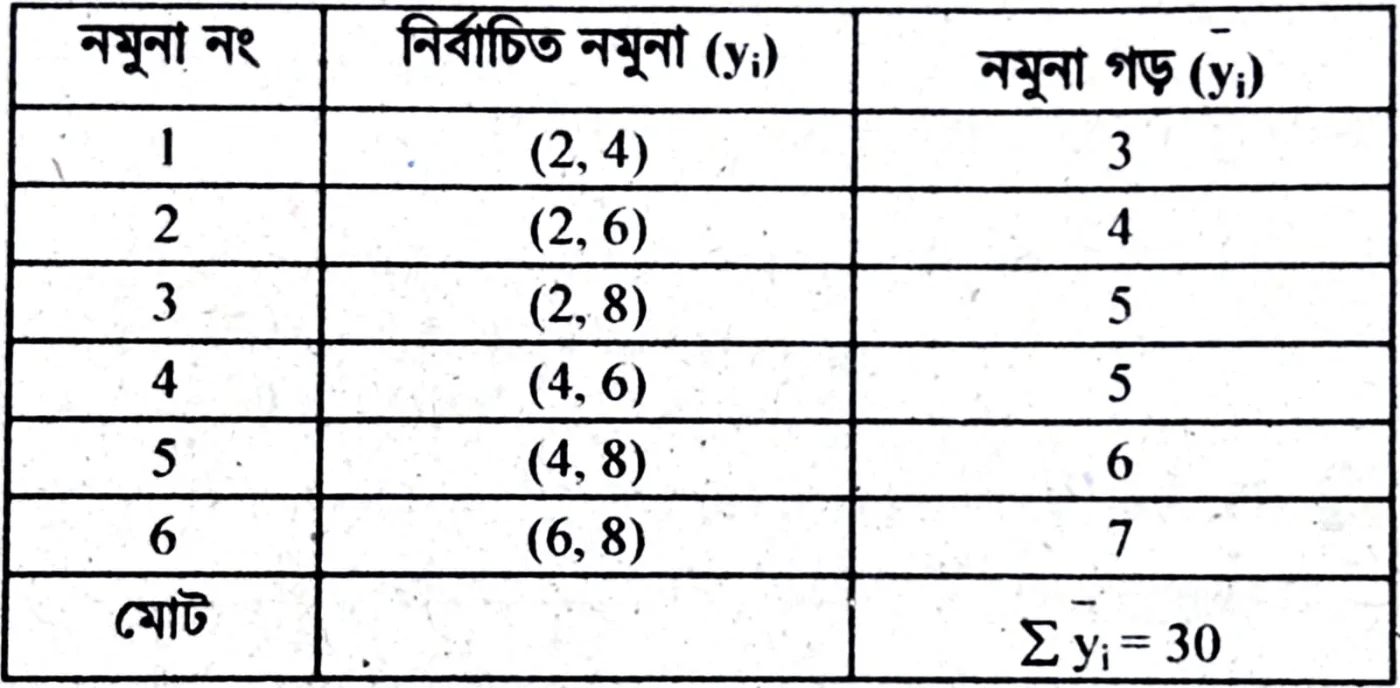 নমুনা নং নির্বাচিত নমুনা (yᵢ) নমুনা গড় (ȳᵢ)
1 (2, 4) 3
2 (2, 6) 4
3 (2, 8) 5
4 (4, 6) 5
5 (4, 8) 6
6 (6, 8) 7
মোট ∑ ȳᵢ = 30